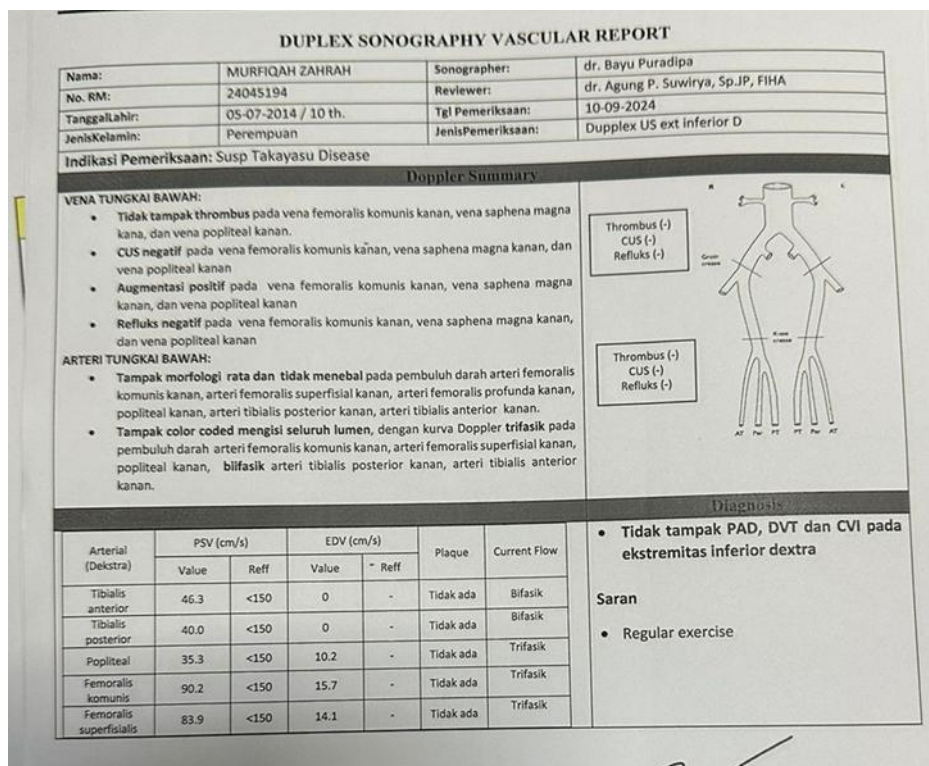 DUPLEX SONOGRAPHY VASCULAR REPORT
Nama: MURFIQAH ZAHRAH Sonographer: dr. Bayu Puradipa
No. RM: 24045194 Reviewer: dr. Agung P. Suwirya, Sp.JP, FIHA
TanggalLahir: 05-07-2014 / 10 th. Tgl Pemeriksaan: 10-09-2024
JenisKelamin: Perempuan JenisPemeriksaan: Dupplex US ext inferior D
Indikasi Pemeriksaan: Susp Takayasu Disease
Doppler Summary
VENA TUNGKAI BAWAH:
• Tidak tampak thrombus pada vena femoralis komunis kanan, vena saphena magna
kana, dan vena popliteal kanan.
• CUS negatif pada vena femoralis komunis kanan, vena saphena magna kanan, dan
vena popliteal kanan
• Augmentasi positif pada vena femoralis komunis kanan, vena saphena magna
kanan, dan vena popliteal kanan
• Refluks negatif pada vena femoralis komunis kanan, vena saphena magna kanan,
dan vena popliteal kanan
ARTERI TUNGKAI BAWAH:
• Tampak morfologi rata dan tidak menebal pada pembuluh darah arteri femoralis
komunis kanan, arteri femoralis superfisial kanan, arteri femoralis profunda kanan,
popliteal kanan, arteri tibialis posterior kanan, arteri tibialis anterior kanan.
• Tampak color coded mengisi seluruh lumen, dengan kurva Doppler trifasik pada
pembuluh darah arteri femoralis komunis kanan, arteri femoralis superfisial kanan,
popliteal kanan, biifasik arteri tibialis posterior kanan, arteri tibialis anterior
kanan.
Thrombus (-)
CUS (-)
Refluks (-)
Thrombus (-)
CUS (-)
Refluks (-)
Groin
crease
Knee
crease
AT Per PT PT Per AT
Arterial
(Dekstra) PSV (cm/s) EDV (cm/s) Plaque Current Flow
Value Reff Value Reff
Tibialis
anterior 46.3 <150 0 - Tidak ada Bifasik
Tibialis
posterior 40.0 <150 0 - Tidak ada Bifasik
Popliteal 35.3 <150 10.2 - Tidak ada Trifasik
Femoralis
komunis 90.2 <150 15.7 - Tidak ada Trifasik
Femoralis
superfisialis 83.9 <150 14.1 - Tidak ada Trifasik
Diagnosis
• Tidak tampak PAD, DVT dan CVI pada
ekstremitas inferior dextra
Saran
• Regular exercise